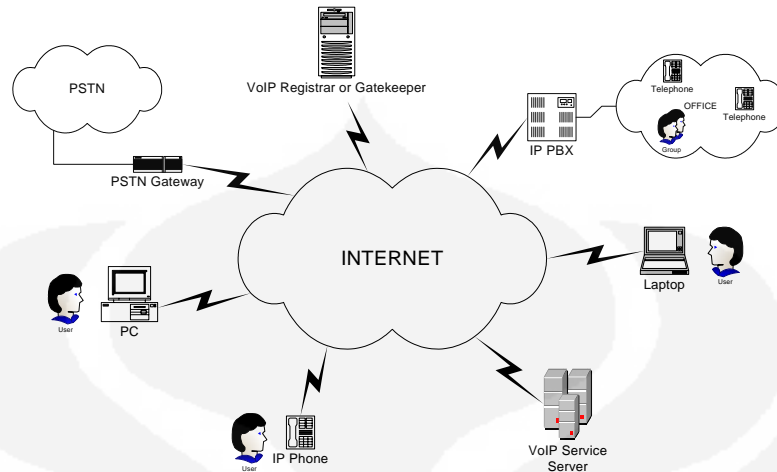 VoIP Registrar or Gatekeeper
PSTN
Telephone
OFFICE
Telephone
Group
IP PBX
PSTN Gateway
INTERNET
Laptop
User
User
PC
User
IP Phone
VoIP Service
Server